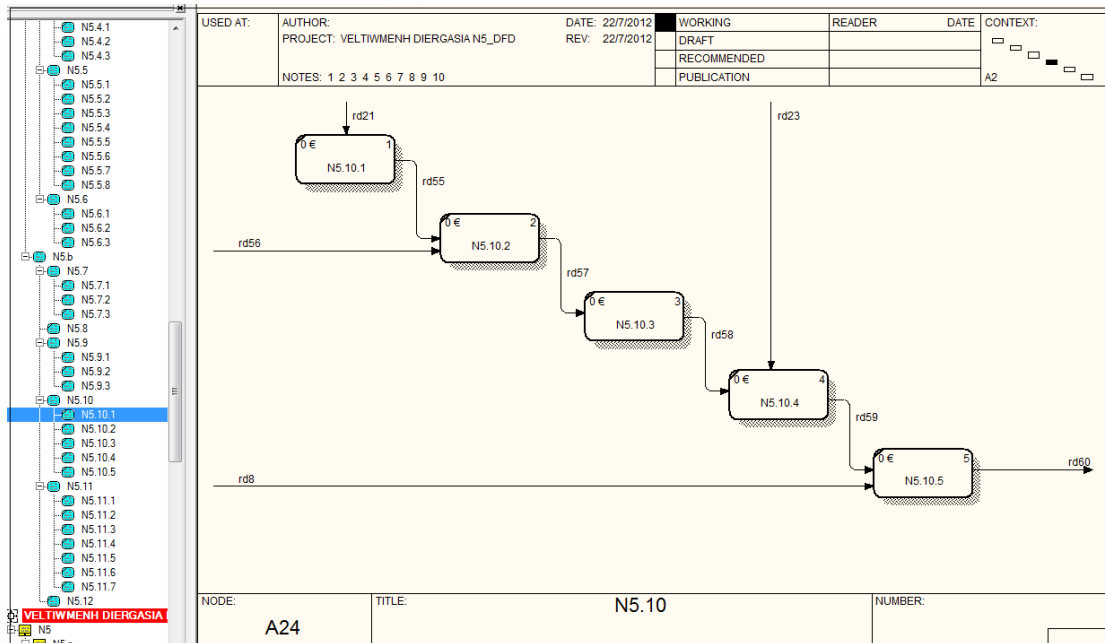 N5.4.1
N5.4.2
N5.4.3
N5.5
N5.5.1
N5.5.2
N5.5.3
N5.5.4
N5.5.5
N5.5.6
N5.5.7
N5.5.8
N5.6
N5.6.1
N5.6.2
N5.6.3
N5.b
N5.7
N5.7.1
N5.7.2
N5.7.3
N5.8
N5.9
N5.9.1
N5.9.2
N5.9.3
N5.10
N5.10.1
N5.10.2
N5.10.3
N5.10.4
N5.10.5
N5.11
N5.11.1
N5.11.2
N5.11.3
N5.11.4
N5.11.5
N5.11.6
N5.11.7
N5.12
VELTIWMENH DIERGASIA
N5
USED AT: AUTHOR: DATE: 22/7/2012 WORKING READER DATE CONTEXT:
PROJECT: VELTIWMENH DIERGASIA N5_DFD REV: 22/7/2012 DRAFT
RECOMMENDED
NOTES: 1 2 3 4 5 6 7 8 9 10 PUBLICATION A2
rd21 rd23
0 € 1
N5.10.1
rd55
0 € 2
N5.10.2
rd56
rd57
0 € 3
N5.10.3
rd58
0 € 4
N5.10.4
rd59
0 € 5
N5.10.5
rd60
rd8
NODE: TITLE: N5.10 NUMBER:
A24